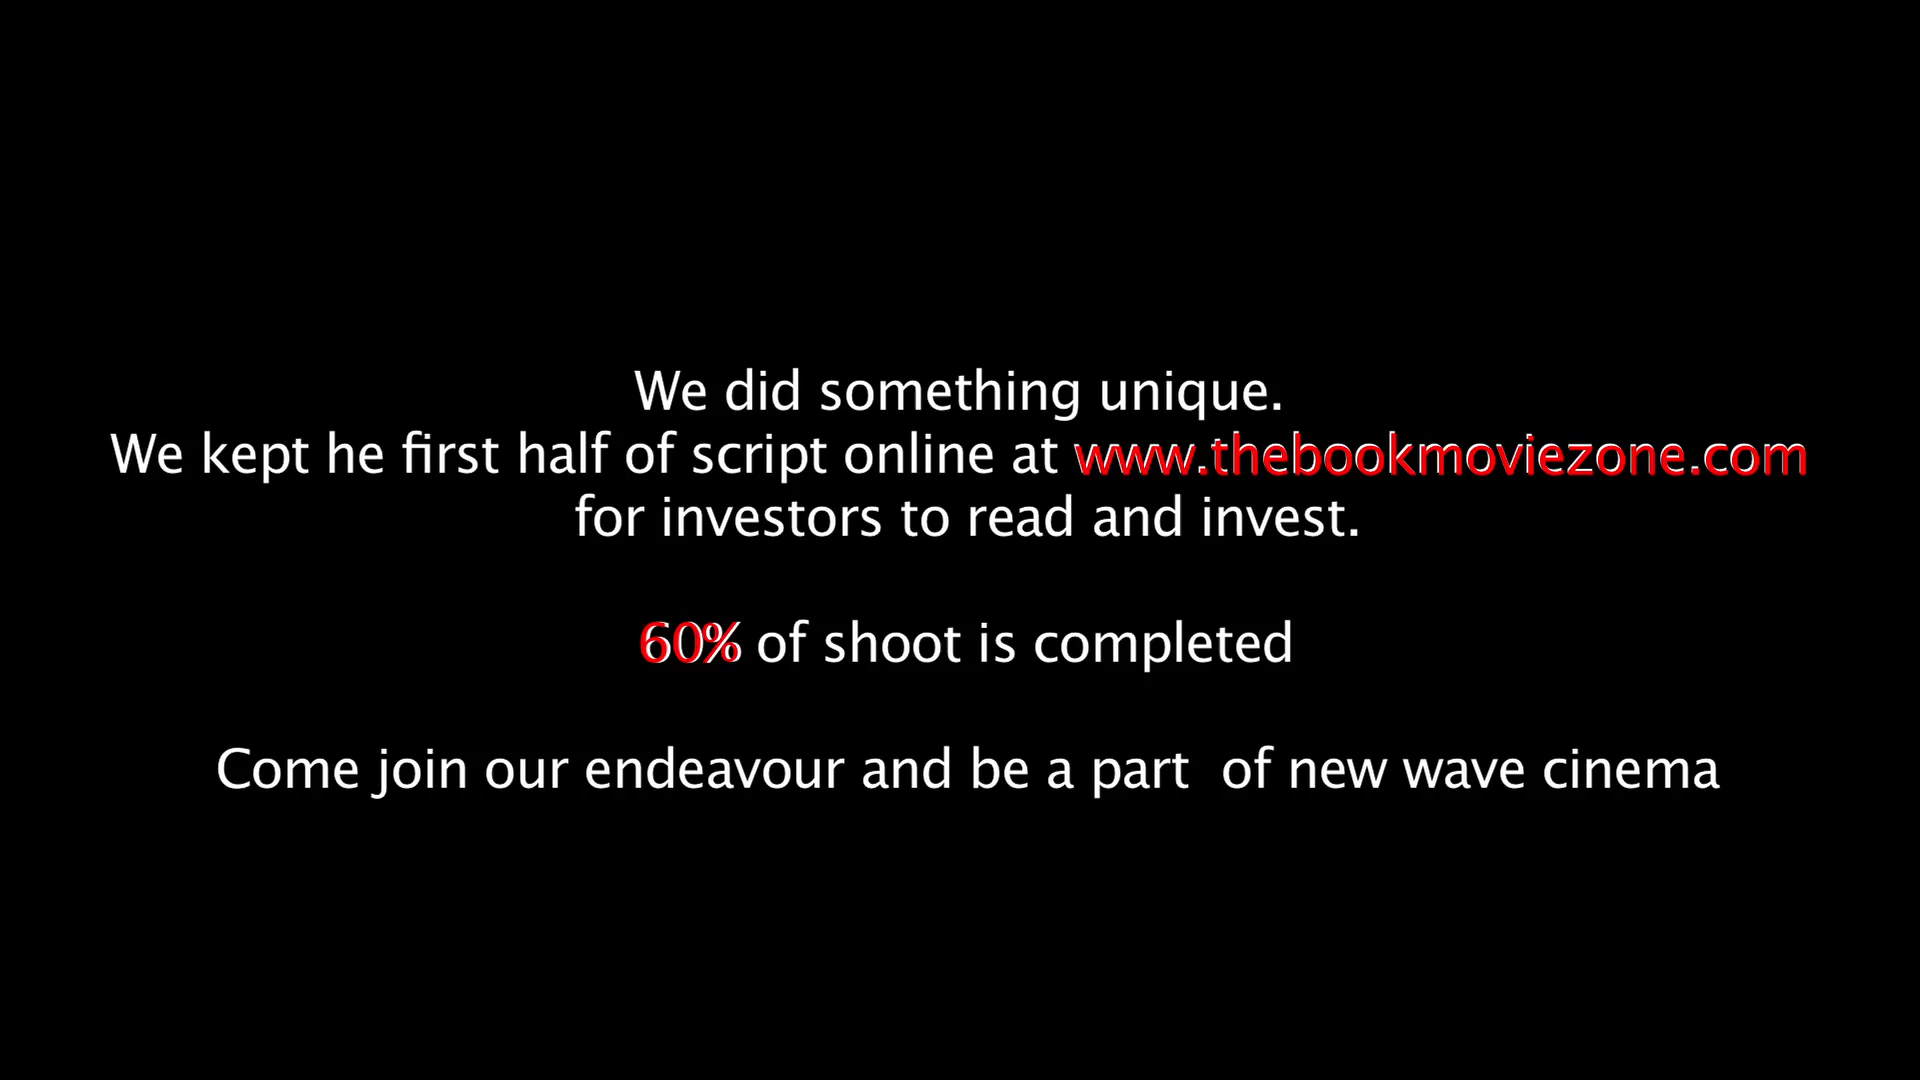 We did something unique.
We kept he first half of script online at www.thebookmoviezone.com
for investors to read and invest.
60% of shoot is completed
Come join our endeavour and be a part  of new wave cinema